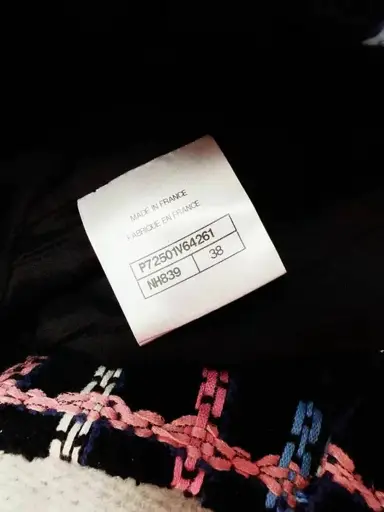 MADE IN FRANCE
FABRIQUE EN FRANCE
P72501V64261
NH839 38